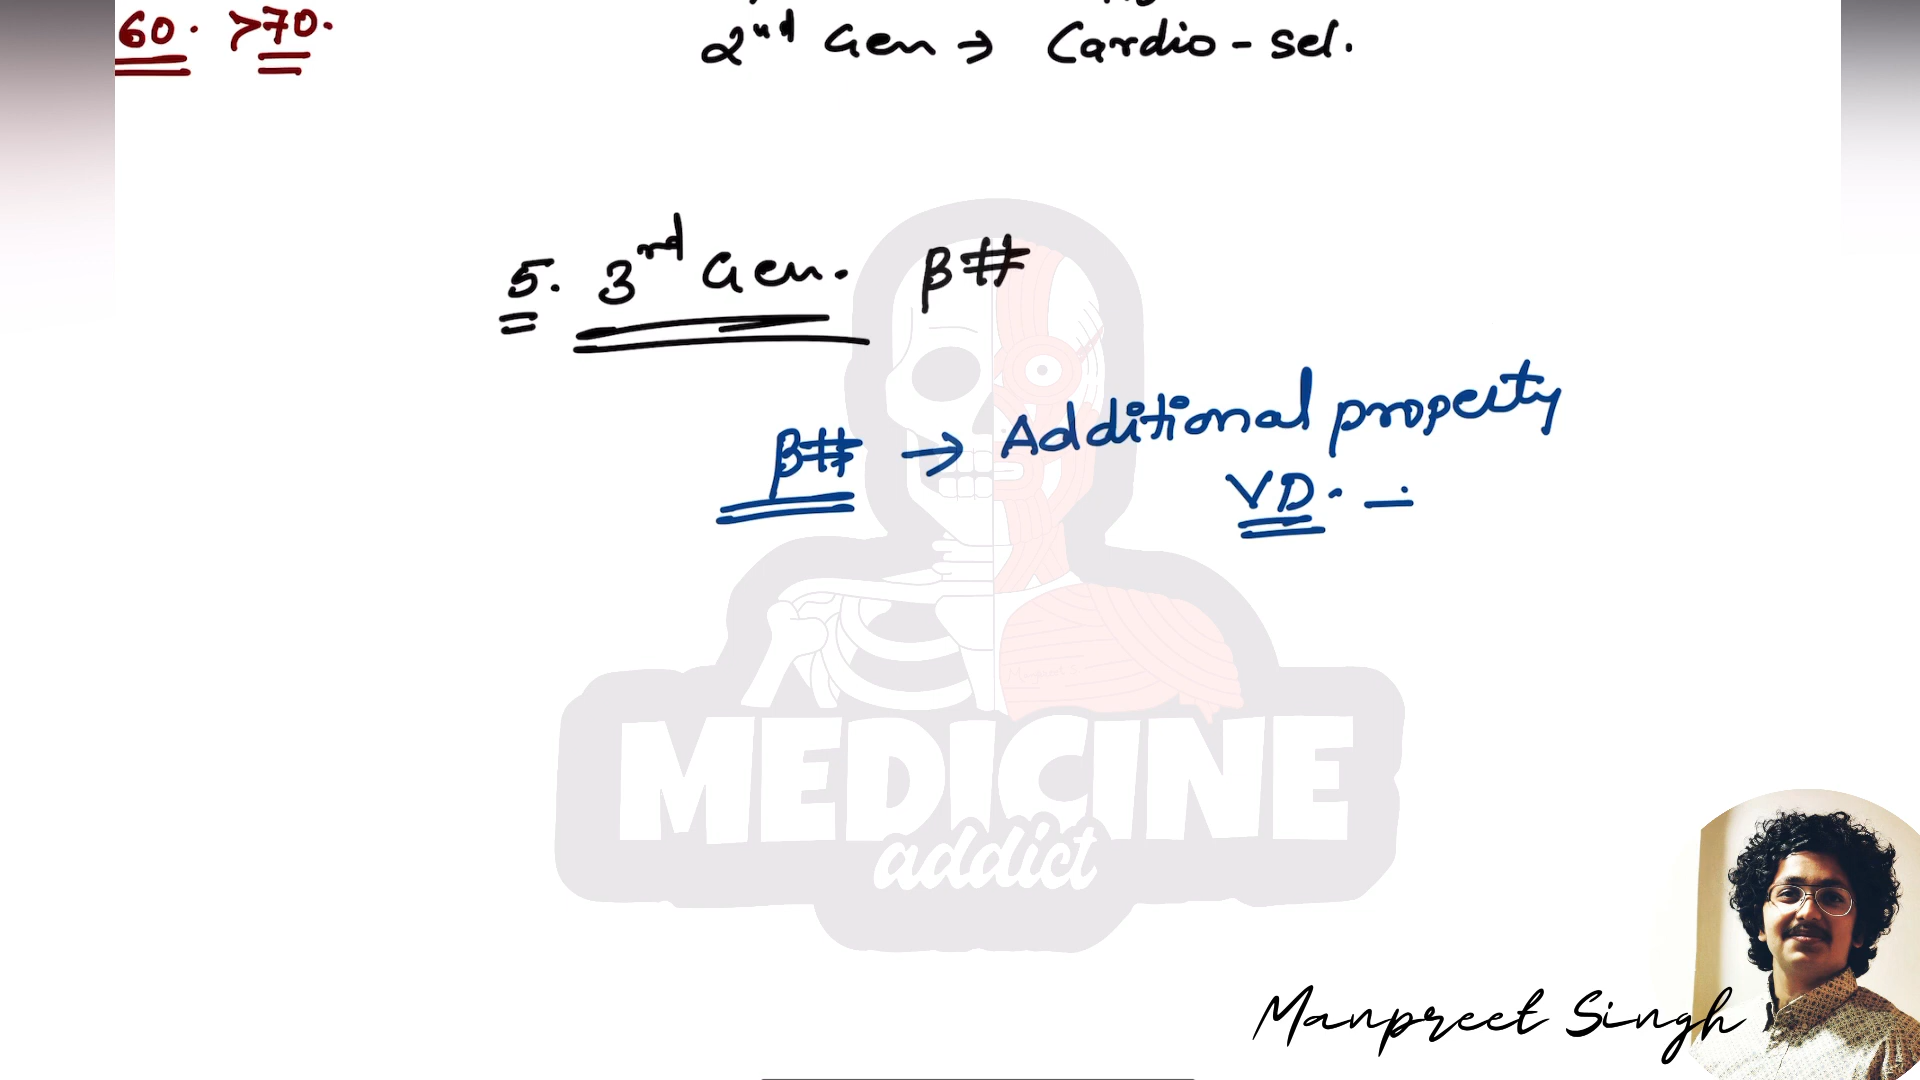 60. >70.
2nd Gen → Cardio-sel.
5. 3rd Gen. β#
β# → Additional property
VD.
MEDICINE
addict
Manpreet Singh